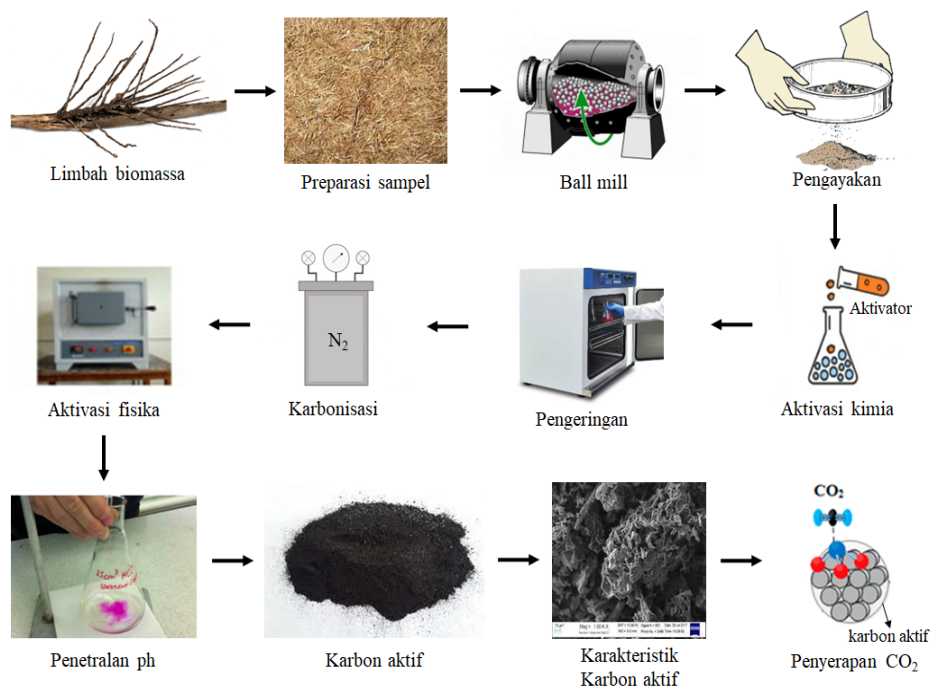 Limbah biomassa
Preparasi sampel
Ball mill
Pengayakan
Aktivator
Aktivasi kimia
Pengeringan
N₂
Karbonisasi
Aktivasi fisika
Penetralan ph
Karbon aktif
Karakteristik
Karbon aktif
CO₂
karbon aktif
Penyerapan CO₂